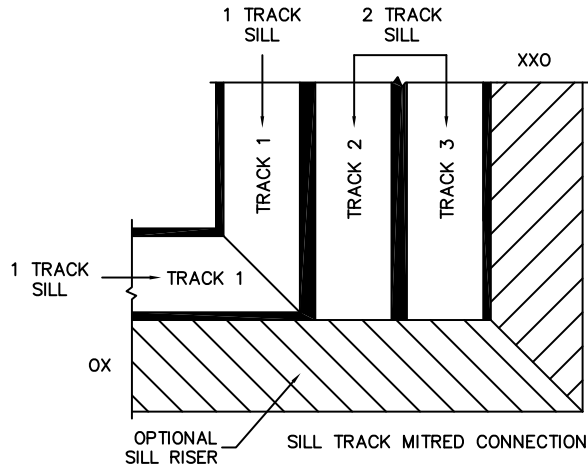 1 TRACK
SILL
2 TRACK
SILL
XXO
TRACK 1
TRACK 2
TRACK 3
1 TRACK
SILL
TRACK 1
OX
OPTIONAL
SILL RISER
SILL TRACK MITRED CONNECTION